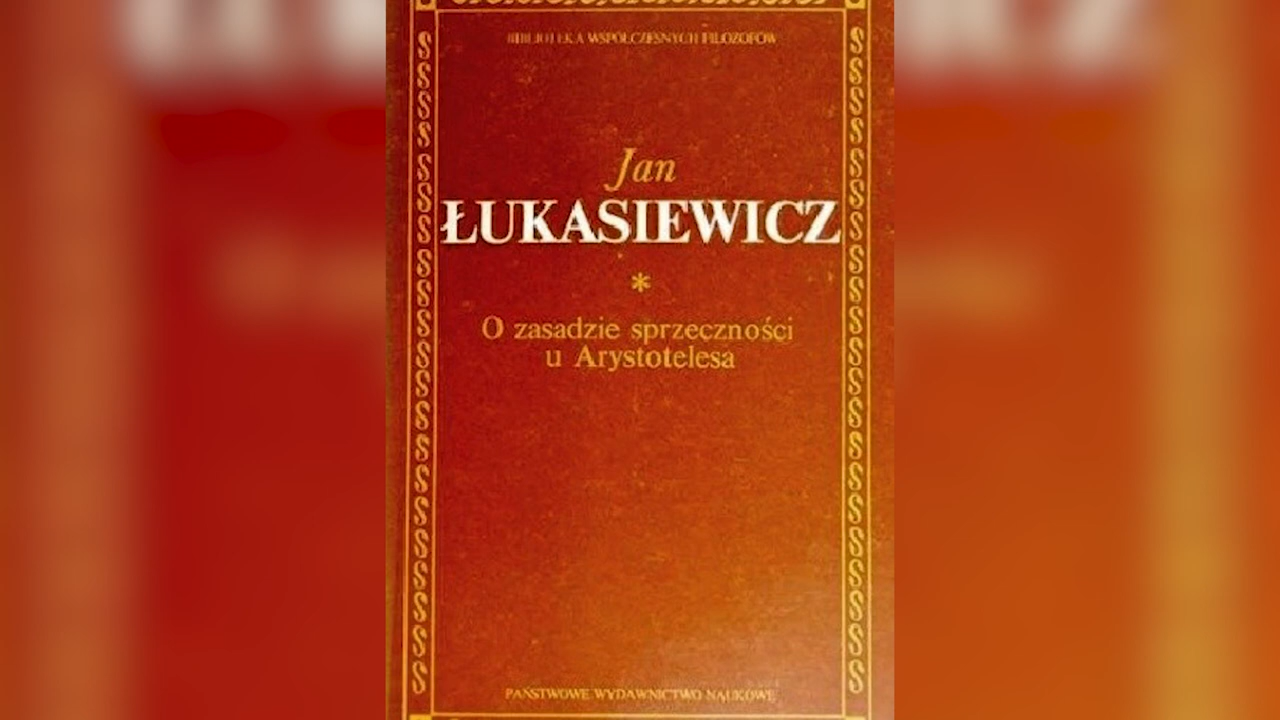 BIBLIOTEKA WSPÓŁCZESNYCH FILOZOFÓW
Jan
ŁUKASIEWICZ
*
O zasadzie sprzeczności
u Arystotelesa
PAŃSTWOWE WYDAWNICTWO NAUKOWE